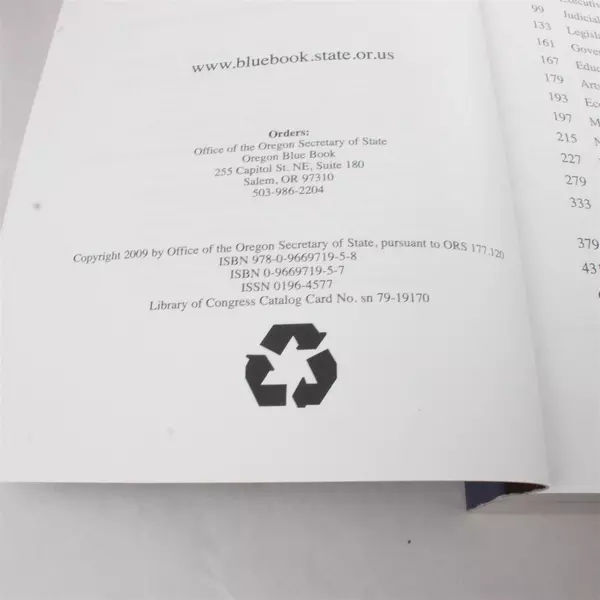 www.bluebook.state.or.us
Orders:
Office of the Oregon Secretary of State
Oregon Blue Book
255 Capitol St. NE, Suite 180
Salem, OR 97310
503-986-2204
Copyright 2009 by Office of the Oregon Secretary of State, pursuant to ORS 177.120
ISBN 978-0-9669719-5-8
ISBN 0-9669719-5-7
ISSN 0196-4577
Library of Congress Catalog Card No. sn 79-19170
Executiv
99 Judicial
133 Legisla
161 Gover
167 Educ
179 Arts
193 Eco
197 M
215 N
227
279
333
379
431